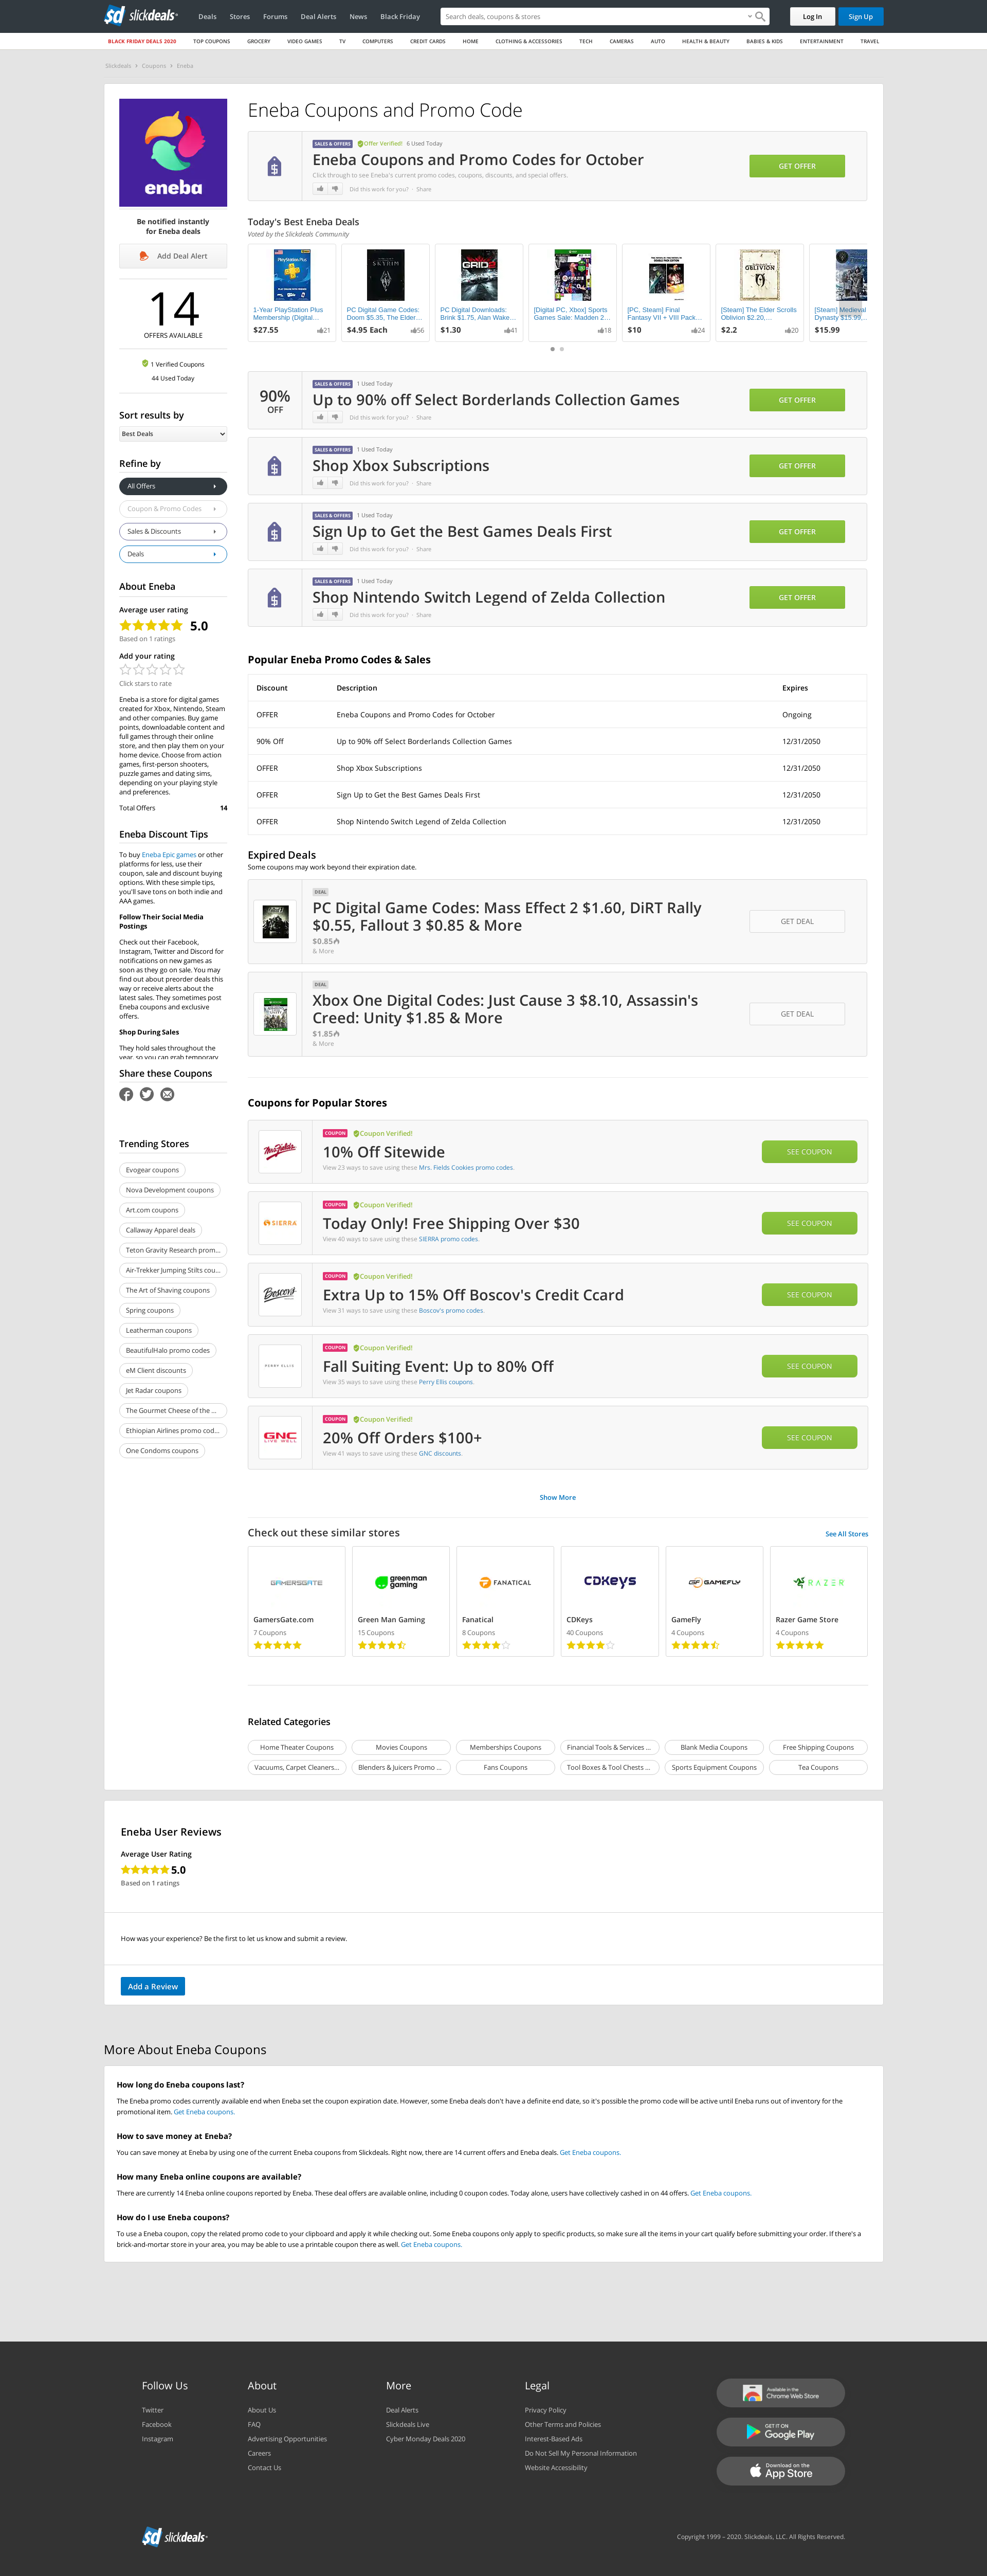 sd slickdeals
Deals Stores Forums Deal Alerts News Black Friday
Search deals, coupons & stores
Log In
Sign Up
BLACK FRIDAY DEALS 2020 TOP COUPONS GROCERY VIDEO GAMES TV COMPUTERS CREDIT CARDS HOME CLOTHING & ACCESSORIES TECH CAMERAS AUTO HEALTH & BEAUTY BABIES & KIDS ENTERTAINMENT TRAVEL
Slickdeals › Coupons › Eneba
eneba
Be notified instantly
for Eneba deals
Add Deal Alert
14
OFFERS AVAILABLE
1 Verified Coupons
44 Used Today
Sort results by
Best Deals
Refine by
All Offers
Coupon & Promo Codes
Sales & Discounts
Deals
About Eneba
Average user rating
5.0
Based on 1 ratings
Add your rating
Click stars to rate
Eneba is a store for digital games
created for Xbox, Nintendo, Steam
and other companies. Buy game
points, downloadable content and
full games through their online
store, and then play them on your
home device. Choose from action
games, first-person shooters,
puzzle games and dating sims,
depending on your playing style
and preferences.
Total Offers 14
Eneba Discount Tips
To buy Eneba Epic games or other
platforms for less, use their
coupon, sale and discount buying
options. With these simple tips,
you'll save tons on both indie and
AAA games.
Follow Their Social Media
Postings
Check out their Facebook,
Instagram, Twitter and Discord for
notifications on new games as
soon as they go on sale. You may
find out about preorder deals this
way or receive alerts about the
latest sales. They sometimes post
Eneba coupons and exclusive
offers.
Shop During Sales
They hold sales throughout the
year, so you can grab temporary
Share these Coupons
Trending Stores
Evogear coupons
Nova Development coupons
Art.com coupons
Callaway Apparel deals
Teton Gravity Research prom...
Air-Trekker Jumping Stilts cou...
The Art of Shaving coupons
Spring coupons
Leatherman coupons
BeautifulHalo promo codes
eM Client discounts
Jet Radar coupons
The Gourmet Cheese of the ...
Ethiopian Airlines promo cod...
One Condoms coupons
Eneba Coupons and Promo Code
SALES & OFFERS Offer Verified! 6 Used Today
Eneba Coupons and Promo Codes for October
Click through to see Eneba's current promo codes, coupons, discounts, and special offers.
Did this work for you? · Share
GET OFFER
Today's Best Eneba Deals
Voted by the Slickdeals Community
1-Year PlayStation Plus
Membership (Digital...
$27.55 21
PC Digital Game Codes:
Doom $5.35, The Elder...
$4.95 Each 56
PC Digital Downloads:
Brink $1.75, Alan Wake...
$1.30 41
[Digital PC, Xbox] Sports
Games Sale: Madden 2...
18
[PC, Steam] Final
Fantasy VII + VIII Pack...
$10 24
[Steam] The Elder Scrolls
Oblivion $2.20,...
$2.2 20
[Steam] Medieval
Dynasty $15.99,...
$15.99
90%
OFF
SALES & OFFERS 1 Used Today
Up to 90% off Select Borderlands Collection Games
Did this work for you? · Share
GET OFFER
SALES & OFFERS 1 Used Today
Shop Xbox Subscriptions
Did this work for you? · Share
GET OFFER
SALES & OFFERS 1 Used Today
Sign Up to Get the Best Games Deals First
Did this work for you? · Share
GET OFFER
SALES & OFFERS 1 Used Today
Shop Nintendo Switch Legend of Zelda Collection
Did this work for you? · Share
GET OFFER
Popular Eneba Promo Codes & Sales
Discount Description Expires
OFFER Eneba Coupons and Promo Codes for October Ongoing
90% Off Up to 90% off Select Borderlands Collection Games 12/31/2050
OFFER Shop Xbox Subscriptions 12/31/2050
OFFER Sign Up to Get the Best Games Deals First 12/31/2050
OFFER Shop Nintendo Switch Legend of Zelda Collection 12/31/2050
Expired Deals
Some coupons may work beyond their expiration date.
DEAL
PC Digital Game Codes: Mass Effect 2 $1.60, DiRT Rally
$0.55, Fallout 3 $0.85 & More
$0.85
& More
GET DEAL
DEAL
Xbox One Digital Codes: Just Cause 3 $8.10, Assassin's
Creed: Unity $1.85 & More
$1.85
& More
GET DEAL
Coupons for Popular Stores
Mrs. Fields
COUPON Coupon Verified!
10% Off Sitewide
View 23 ways to save using these Mrs. Fields Cookies promo codes.
SEE COUPON
SIERRA
COUPON Coupon Verified!
Today Only! Free Shipping Over $30
View 40 ways to save using these SIERRA promo codes.
SEE COUPON
Boscov's
COUPON Coupon Verified!
Extra Up to 15% Off Boscov's Credit Ccard
View 31 ways to save using these Boscov's promo codes.
SEE COUPON
PERRY ELLIS
COUPON Coupon Verified!
Fall Suiting Event: Up to 80% Off
View 35 ways to save using these Perry Ellis coupons.
SEE COUPON
GNC
LIVE WELL
COUPON Coupon Verified!
20% Off Orders $100+
View 41 ways to save using these GNC discounts.
SEE COUPON
Show More
Check out these similar stores
See All Stores
GAMERSGATE
GamersGate.com
7 Coupons
green man
gaming
Green Man Gaming
15 Coupons
FANATICAL
Fanatical
8 Coupons
CDKeys
CDKeys
40 Coupons
GAMEFLY
GameFly
4 Coupons
RAZER
Razer Game Store
4 Coupons
Related Categories
Home Theater Coupons
Movies Coupons
Memberships Coupons
Financial Tools & Services ...
Blank Media Coupons
Free Shipping Coupons
Vacuums, Carpet Cleaners...
Blenders & Juicers Promo ...
Fans Coupons
Tool Boxes & Tool Chests ...
Sports Equipment Coupons
Tea Coupons
Eneba User Reviews
Average User Rating
5.0
Based on 1 ratings
How was your experience? Be the first to let us know and submit a review.
Add a Review
More About Eneba Coupons
How long do Eneba coupons last?
The Eneba promo codes currently available end when Eneba set the coupon expiration date. However, some Eneba deals don't have a definite end date, so it's possible the promo code will be active until Eneba runs out of inventory for the
promotional item. Get Eneba coupons.
How to save money at Eneba?
You can save money at Eneba by using one of the current Eneba coupons from Slickdeals. Right now, there are 14 current offers and Eneba deals. Get Eneba coupons.
How many Eneba online coupons are available?
There are currently 14 Eneba online coupons reported by Eneba. These deal offers are available online, including 0 coupon codes. Today alone, users have collectively cashed in on 44 offers. Get Eneba coupons.
How do I use Eneba coupons?
To use a Eneba coupon, copy the related promo code to your clipboard and apply it while checking out. Some Eneba coupons only apply to specific products, so make sure all the items in your cart qualify before submitting your order. If there's a
brick-and-mortar store in your area, you may be able to use a printable coupon there as well. Get Eneba coupons.
Follow Us
Twitter
Facebook
Instagram
About
About Us
FAQ
Advertising Opportunities
Careers
Contact Us
More
Deal Alerts
Slickdeals Live
Cyber Monday Deals 2020
Legal
Privacy Policy
Other Terms and Policies
Interest-Based Ads
Do Not Sell My Personal Information
Website Accessibility
Available in the
Chrome Web Store
GET IT ON
Google Play
Download on the
App Store
sd slickdeals
Copyright 1999 – 2020. Slickdeals, LLC. All Rights Reserved.